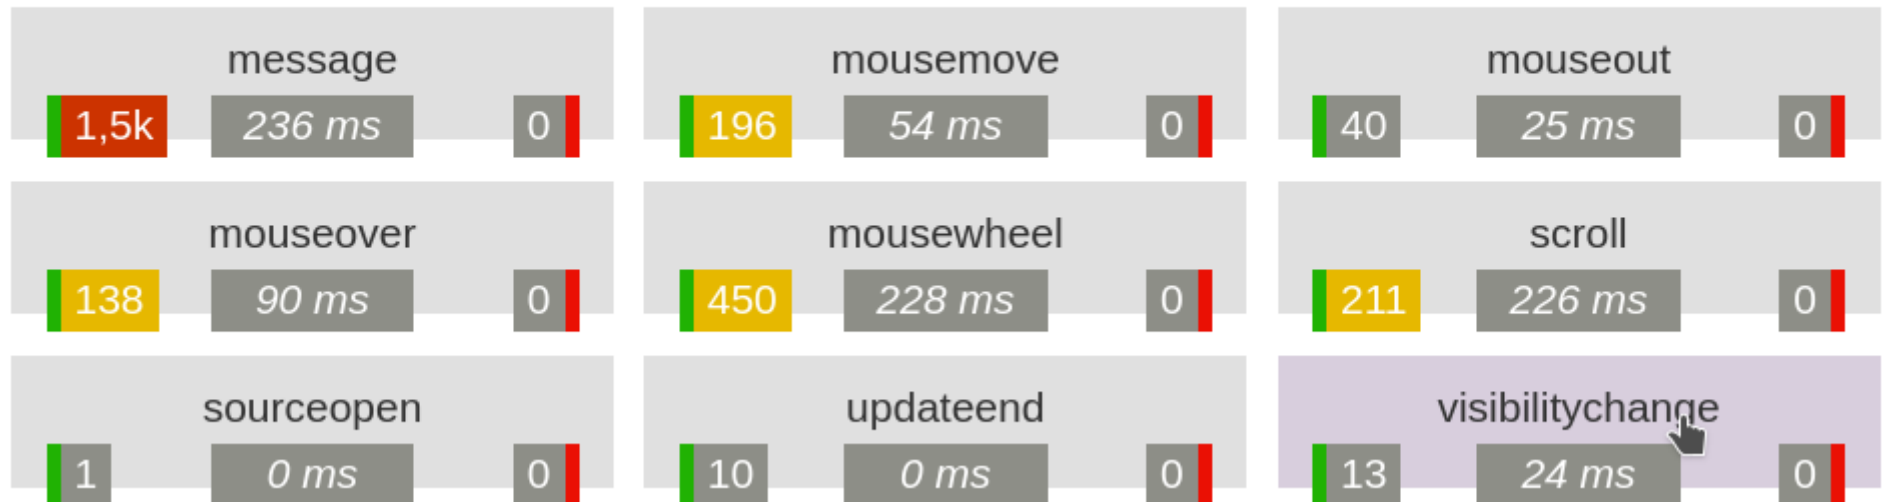 message mousemove mouseout
1,5k 236 ms 0 196 54 ms 0 40 25 ms 0
mouseover mousewheel scroll
138 90 ms 0 450 228 ms 0 211 226 ms 0
sourceopen updateend visibilitychange
1 0 ms 0 10 0 ms 0 13 24 ms 0